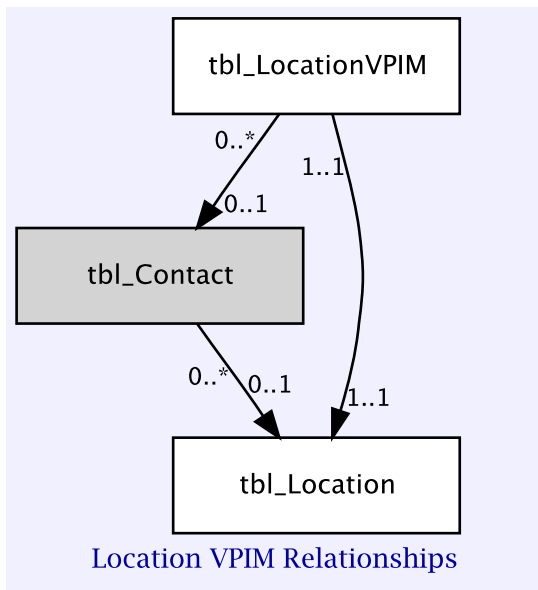 tbl_LocationVPIM
0..*
1..1
0..1
tbl_Contact
0..*
0..1
1..1
tbl_Location
Location VPIM Relationships